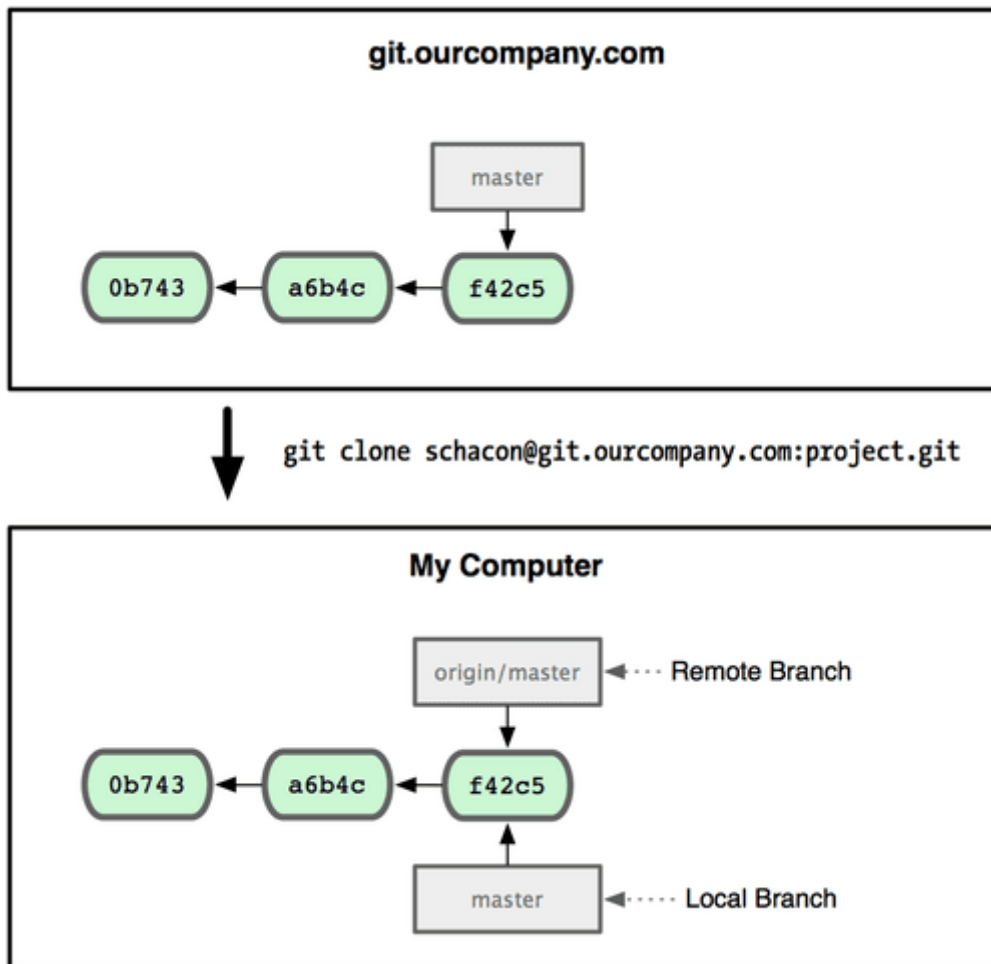 git.ourcompany.com
master
0b743 a6b4c f42c5
git clone schacon@git.ourcompany.com:project.git
My Computer
origin/master Remote Branch
0b743 a6b4c f42c5
master Local Branch